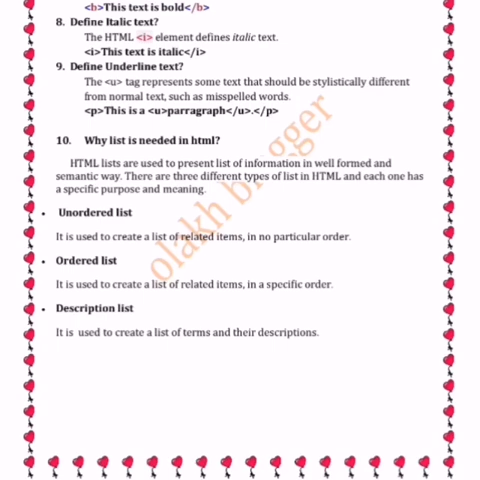 <b>This text is bold</b>
8. Define Italic text?
The HTML <i> element defines italic text.
<i>This text is italic</i>
9. Define Underline text?
The <u> tag represents some text that should be stylistically different
from normal text, such as misspelled words.
<p>This is a <u>parragraph</u>.</p>
10. Why list is needed in html?
HTML lists are used to present list of information in well formed and
semantic way. There are three different types of list in HTML and each one has
a specific purpose and meaning.
• Unordered list
It is used to create a list of related items, in no particular order.
• Ordered list
It is used to create a list of related items, in a specific order.
• Description list
It is used to create a list of terms and their descriptions.